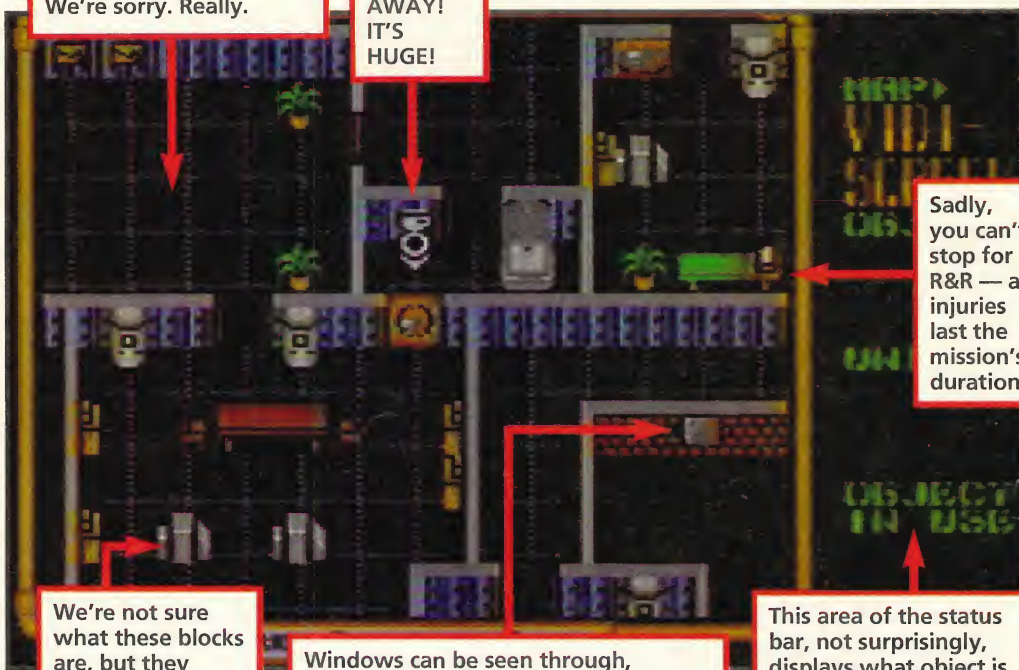 We're sorry. Really.
AWAY!
IT'S
HUGE!
MAP>
VIDI-
Sadly,
you can't
stop for
R&R — a
injuries
last the
mission's
duration
OBJECT
IN USE
We're not sure
what these blocks
are, but they
Windows can be seen through,
This area of the status
bar, not surprisingly,
displays what object is